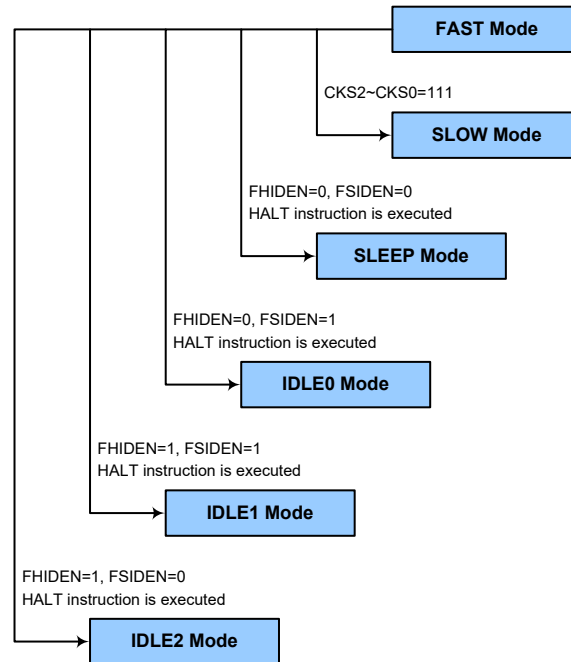 FAST Mode
CKS2~CKS0=111
SLOW Mode
FHIDEN=0, FSIDEN=0
HALT instruction is executed
SLEEP Mode
FHIDEN=0, FSIDEN=1
HALT instruction is executed
IDLE0 Mode
FHIDEN=1, FSIDEN=1
HALT instruction is executed
IDLE1 Mode
FHIDEN=1, FSIDEN=0
HALT instruction is executed
IDLE2 Mode